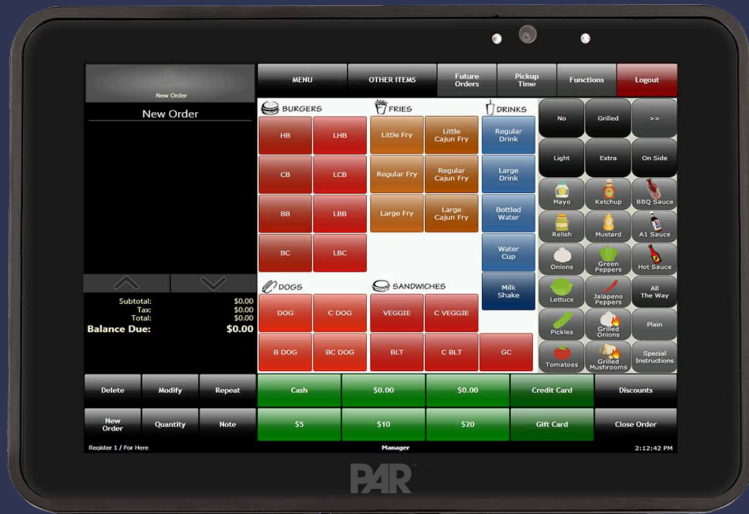 New Order
MENU
OTHER ITEMS
Future
Orders
Pickup
Time
Functions
Logout
New Order
BURGERS
FRIES
DRINKS
HB
LHB
Little Fry
Little
Cajun Fry
Regular
Drink
No
Grilled
>>
CB
LCB
Regular Fry
Regular
Cajun Fry
Large
Drink
Light
Extra
On Side
BB
LBB
Large Fry
Large
Cajun Fry
Bottled
Water
Mayo
Ketchup
BBQ Sauce
BC
LBC
Water
Cup
Relish
Mustard
A1 Sauce
Onions
Green
Peppers
Hot Sauce
DOGS
SANDWICHES
Milk
Shake
Lettuce
Jalapeno
Peppers
All
The Way
Subtotal: $0.00
Tax: $0.00
Total: $0.00
Balance Due: $0.00
DOG
C DOG
VEGGIE
C VEGGIE
Pickles
Grilled
Onions
Plain
B DOG
BC DOG
BLT
C BLT
GC
Tomatoes
Grilled
Mushrooms
Special
Instructions
Delete
Modify
Repeat
Cash
$0.00
$0.00
Credit Card
Discounts
New
Order
Quantity
Note
$5
$10
$20
Gift Card
Close Order
Register 1 / For Here
Manager
2:12:42 PM
PAR